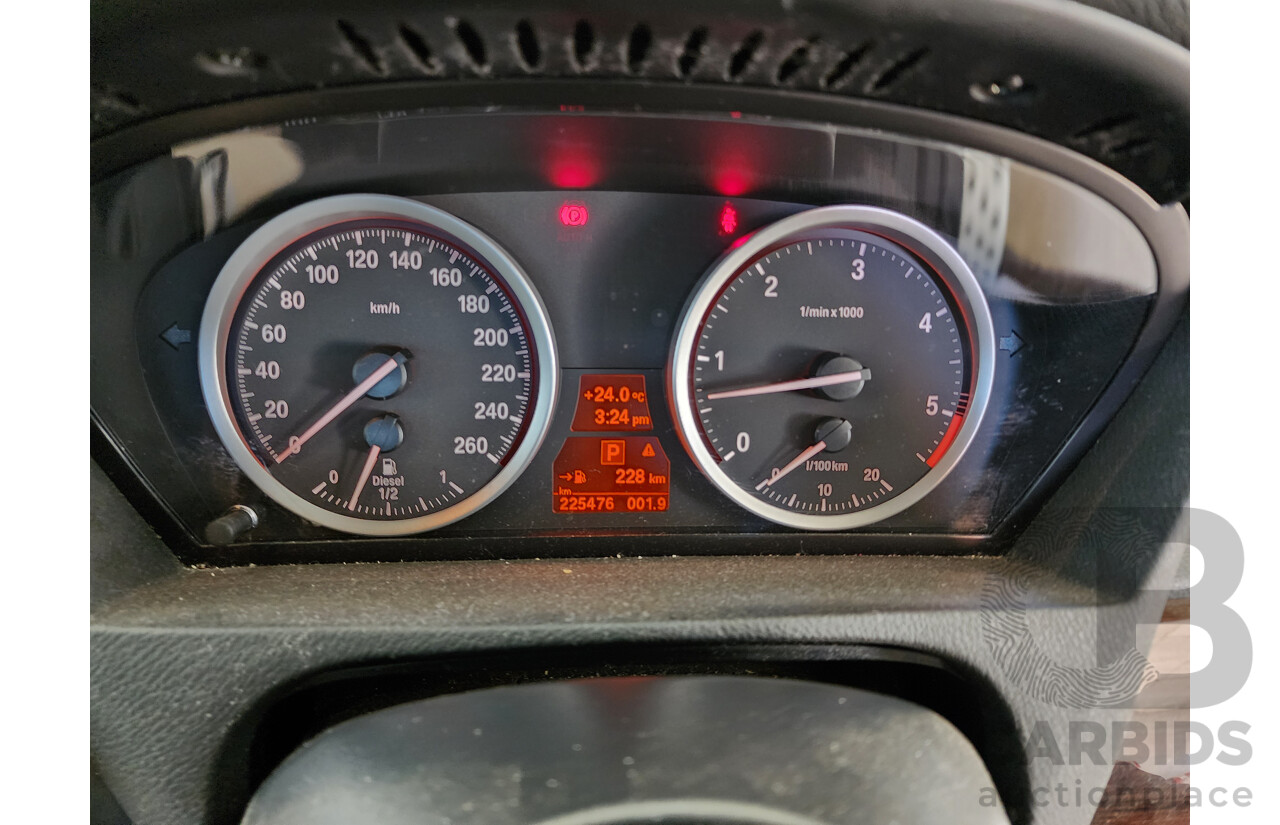 km/h
0
20
40
60
80
100
120
140
160
180
200
220
240
260
0
Diesel
1/2
1
P
+24.0 °C
3:24 pm
P
228 km
km
225476 001.9
1/min x 1000
0
1
2
3
4
5
l/100km
0
10
20
B
ARBIDS
auctionplace